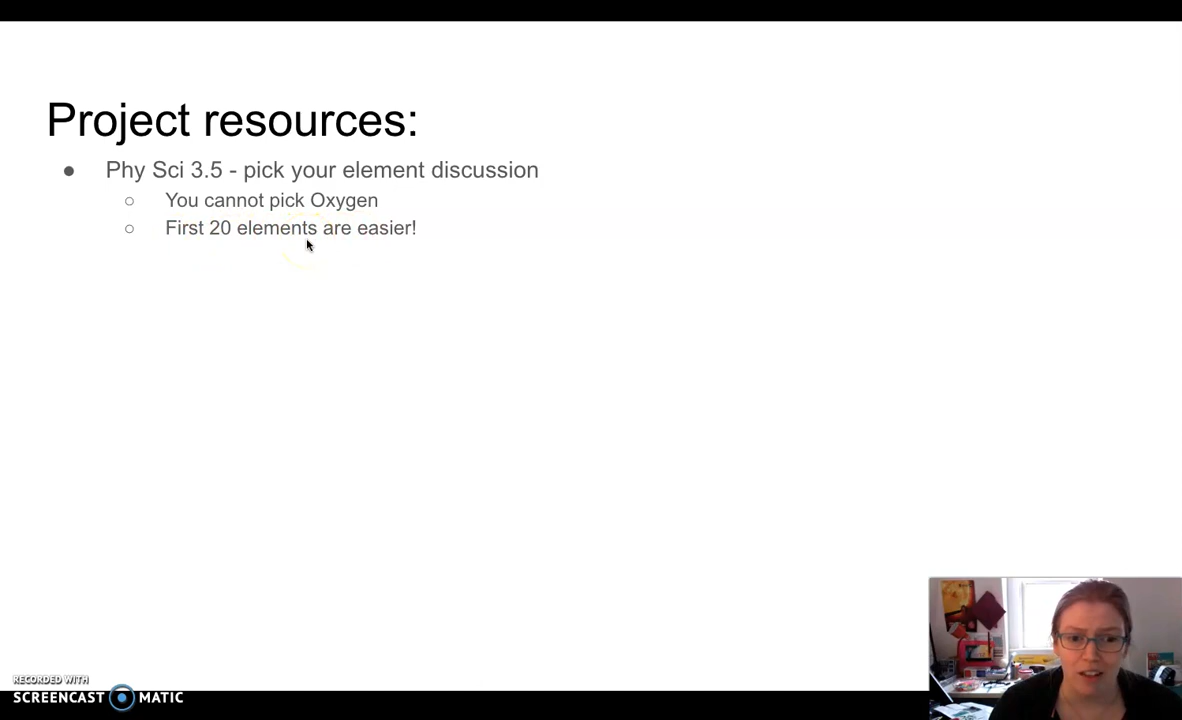 Project resources:
● Phy Sci 3.5 - pick your element discussion
○ You cannot pick Oxygen
○ First 20 elements are easier!
RECORDED WITH
SCREENCAST MATIC